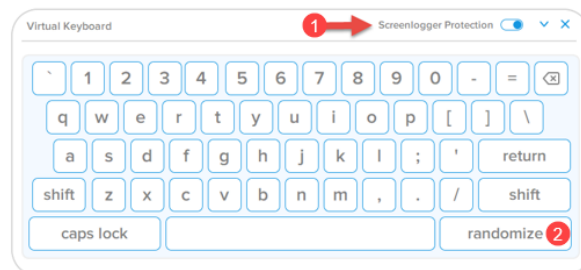 Virtual Keyboard 1 Screenlogger Protection
` 1 2 3 4 5 6 7 8 9 0 - =
q w e r t y u i o p [ ] \
a s d f g h j k l ; ' return
shift z x c v b n m , . / shift
caps lock randomize 2